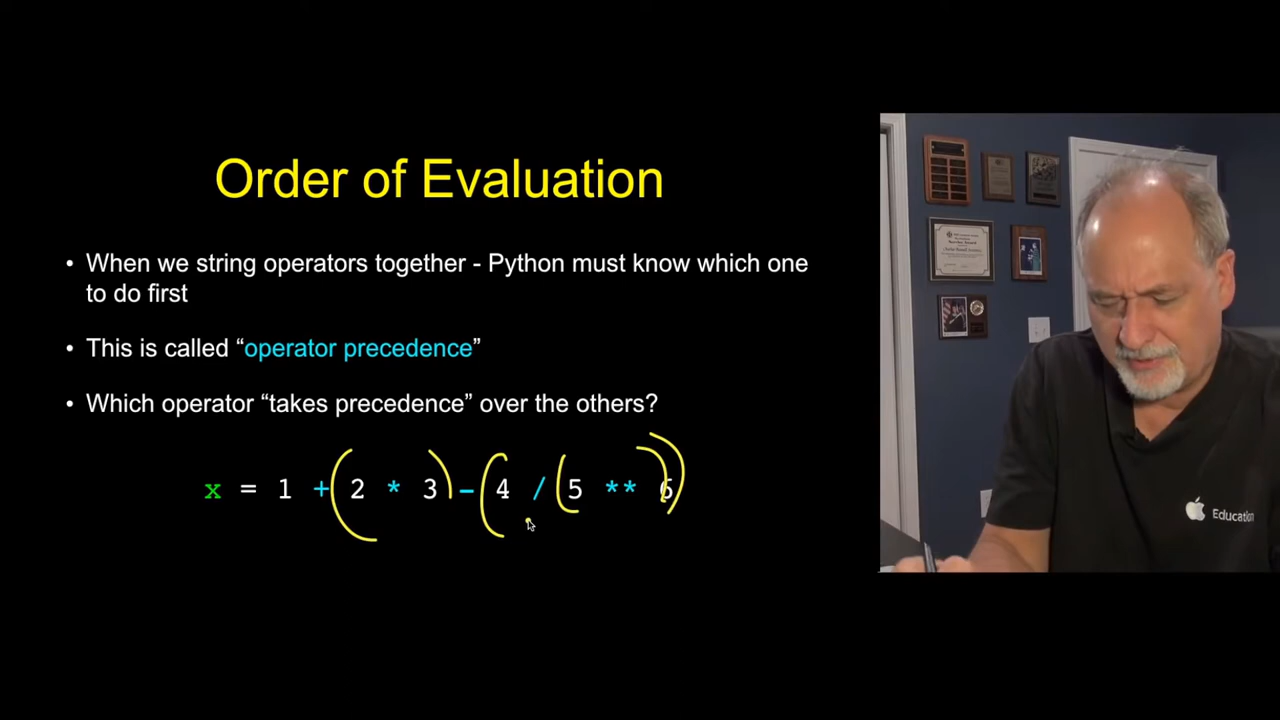 Order of Evaluation
• When we string operators together - Python must know which one
to do first
• This is called “operator precedence”
• Which operator “takes precedence” over the others?
x = 1 +(2 * 3)-(4 /(5 ** 6))
Education